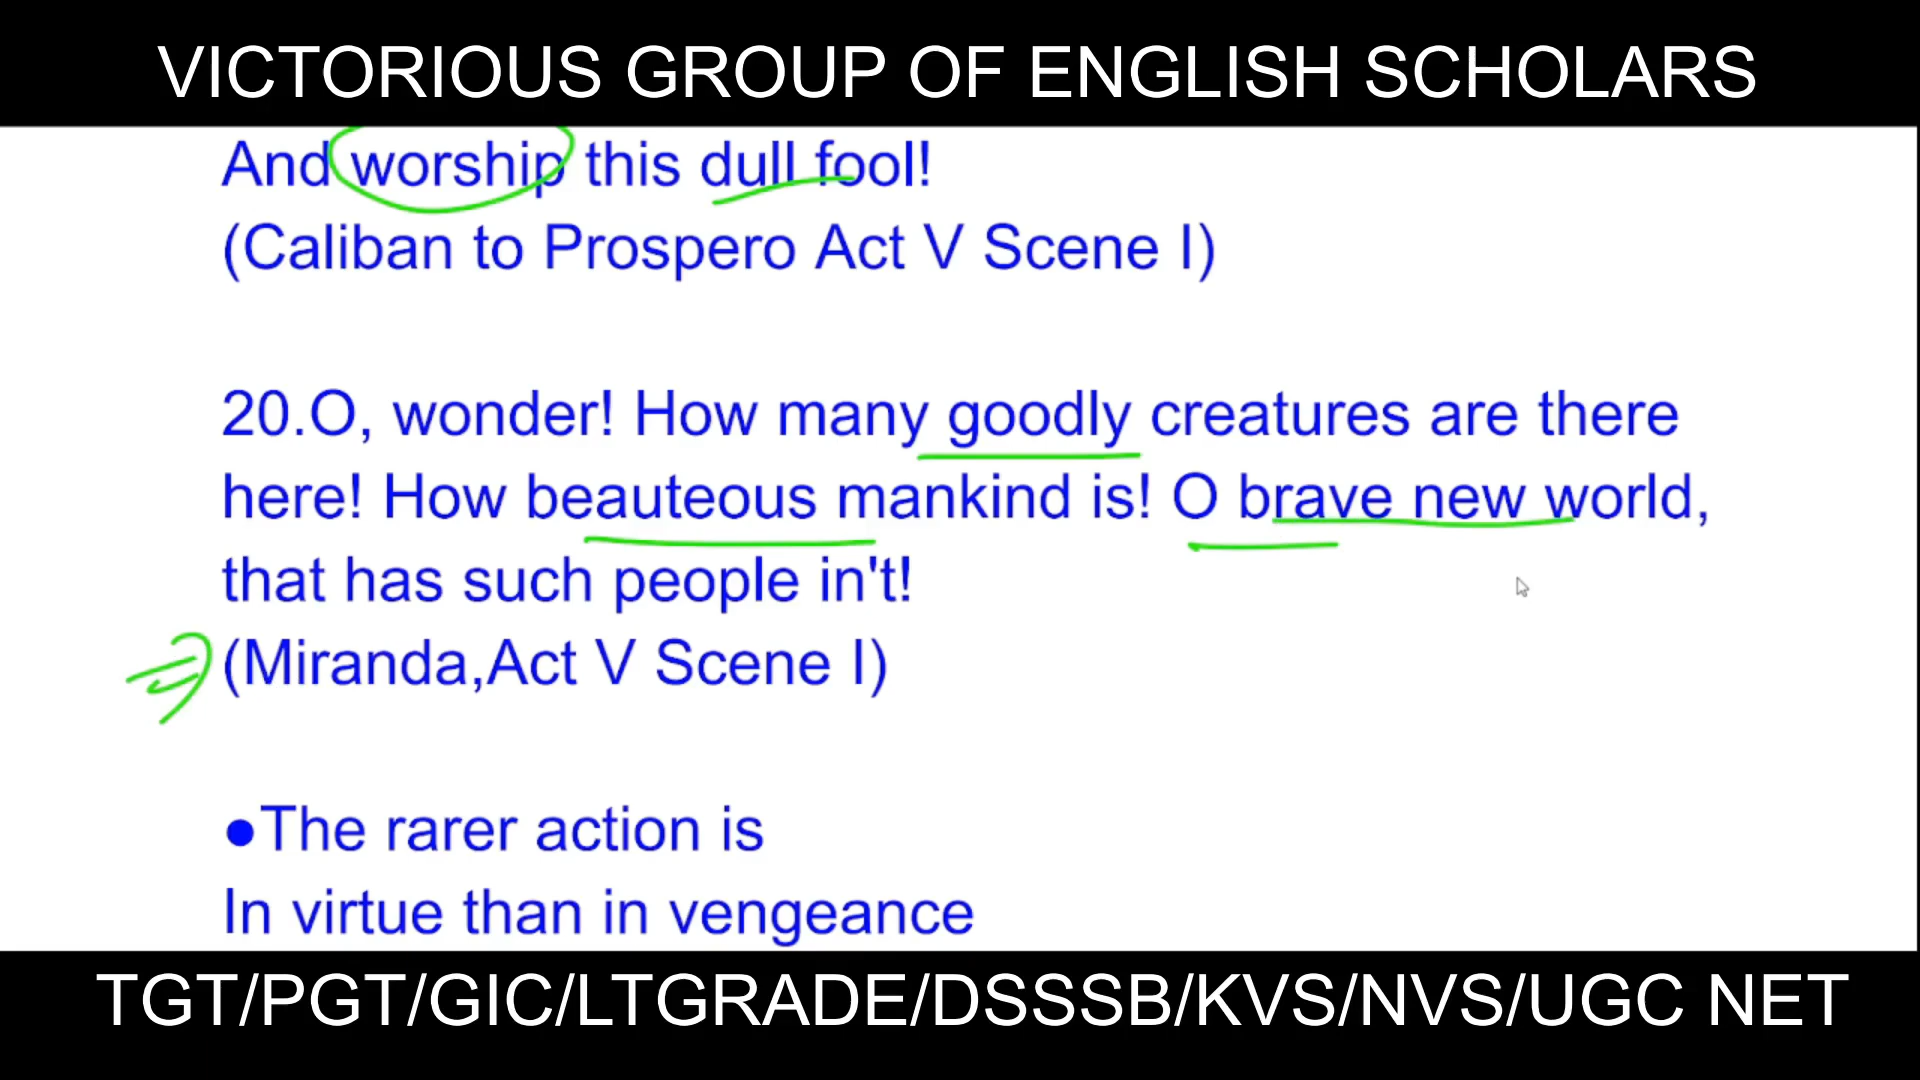 VICTORIOUS GROUP OF ENGLISH SCHOLARS
And worship this dull fool!
(Caliban to Prospero Act V Scene I)
20.O, wonder! How many goodly creatures are there
here! How beauteous mankind is! O brave new world,
that has such people in't!
(Miranda,Act V Scene I)
●The rarer action is
In virtue than in vengeance
TGT/PGT/GIC/LTGRADE/DSSSB/KVS/NVS/UGC NET